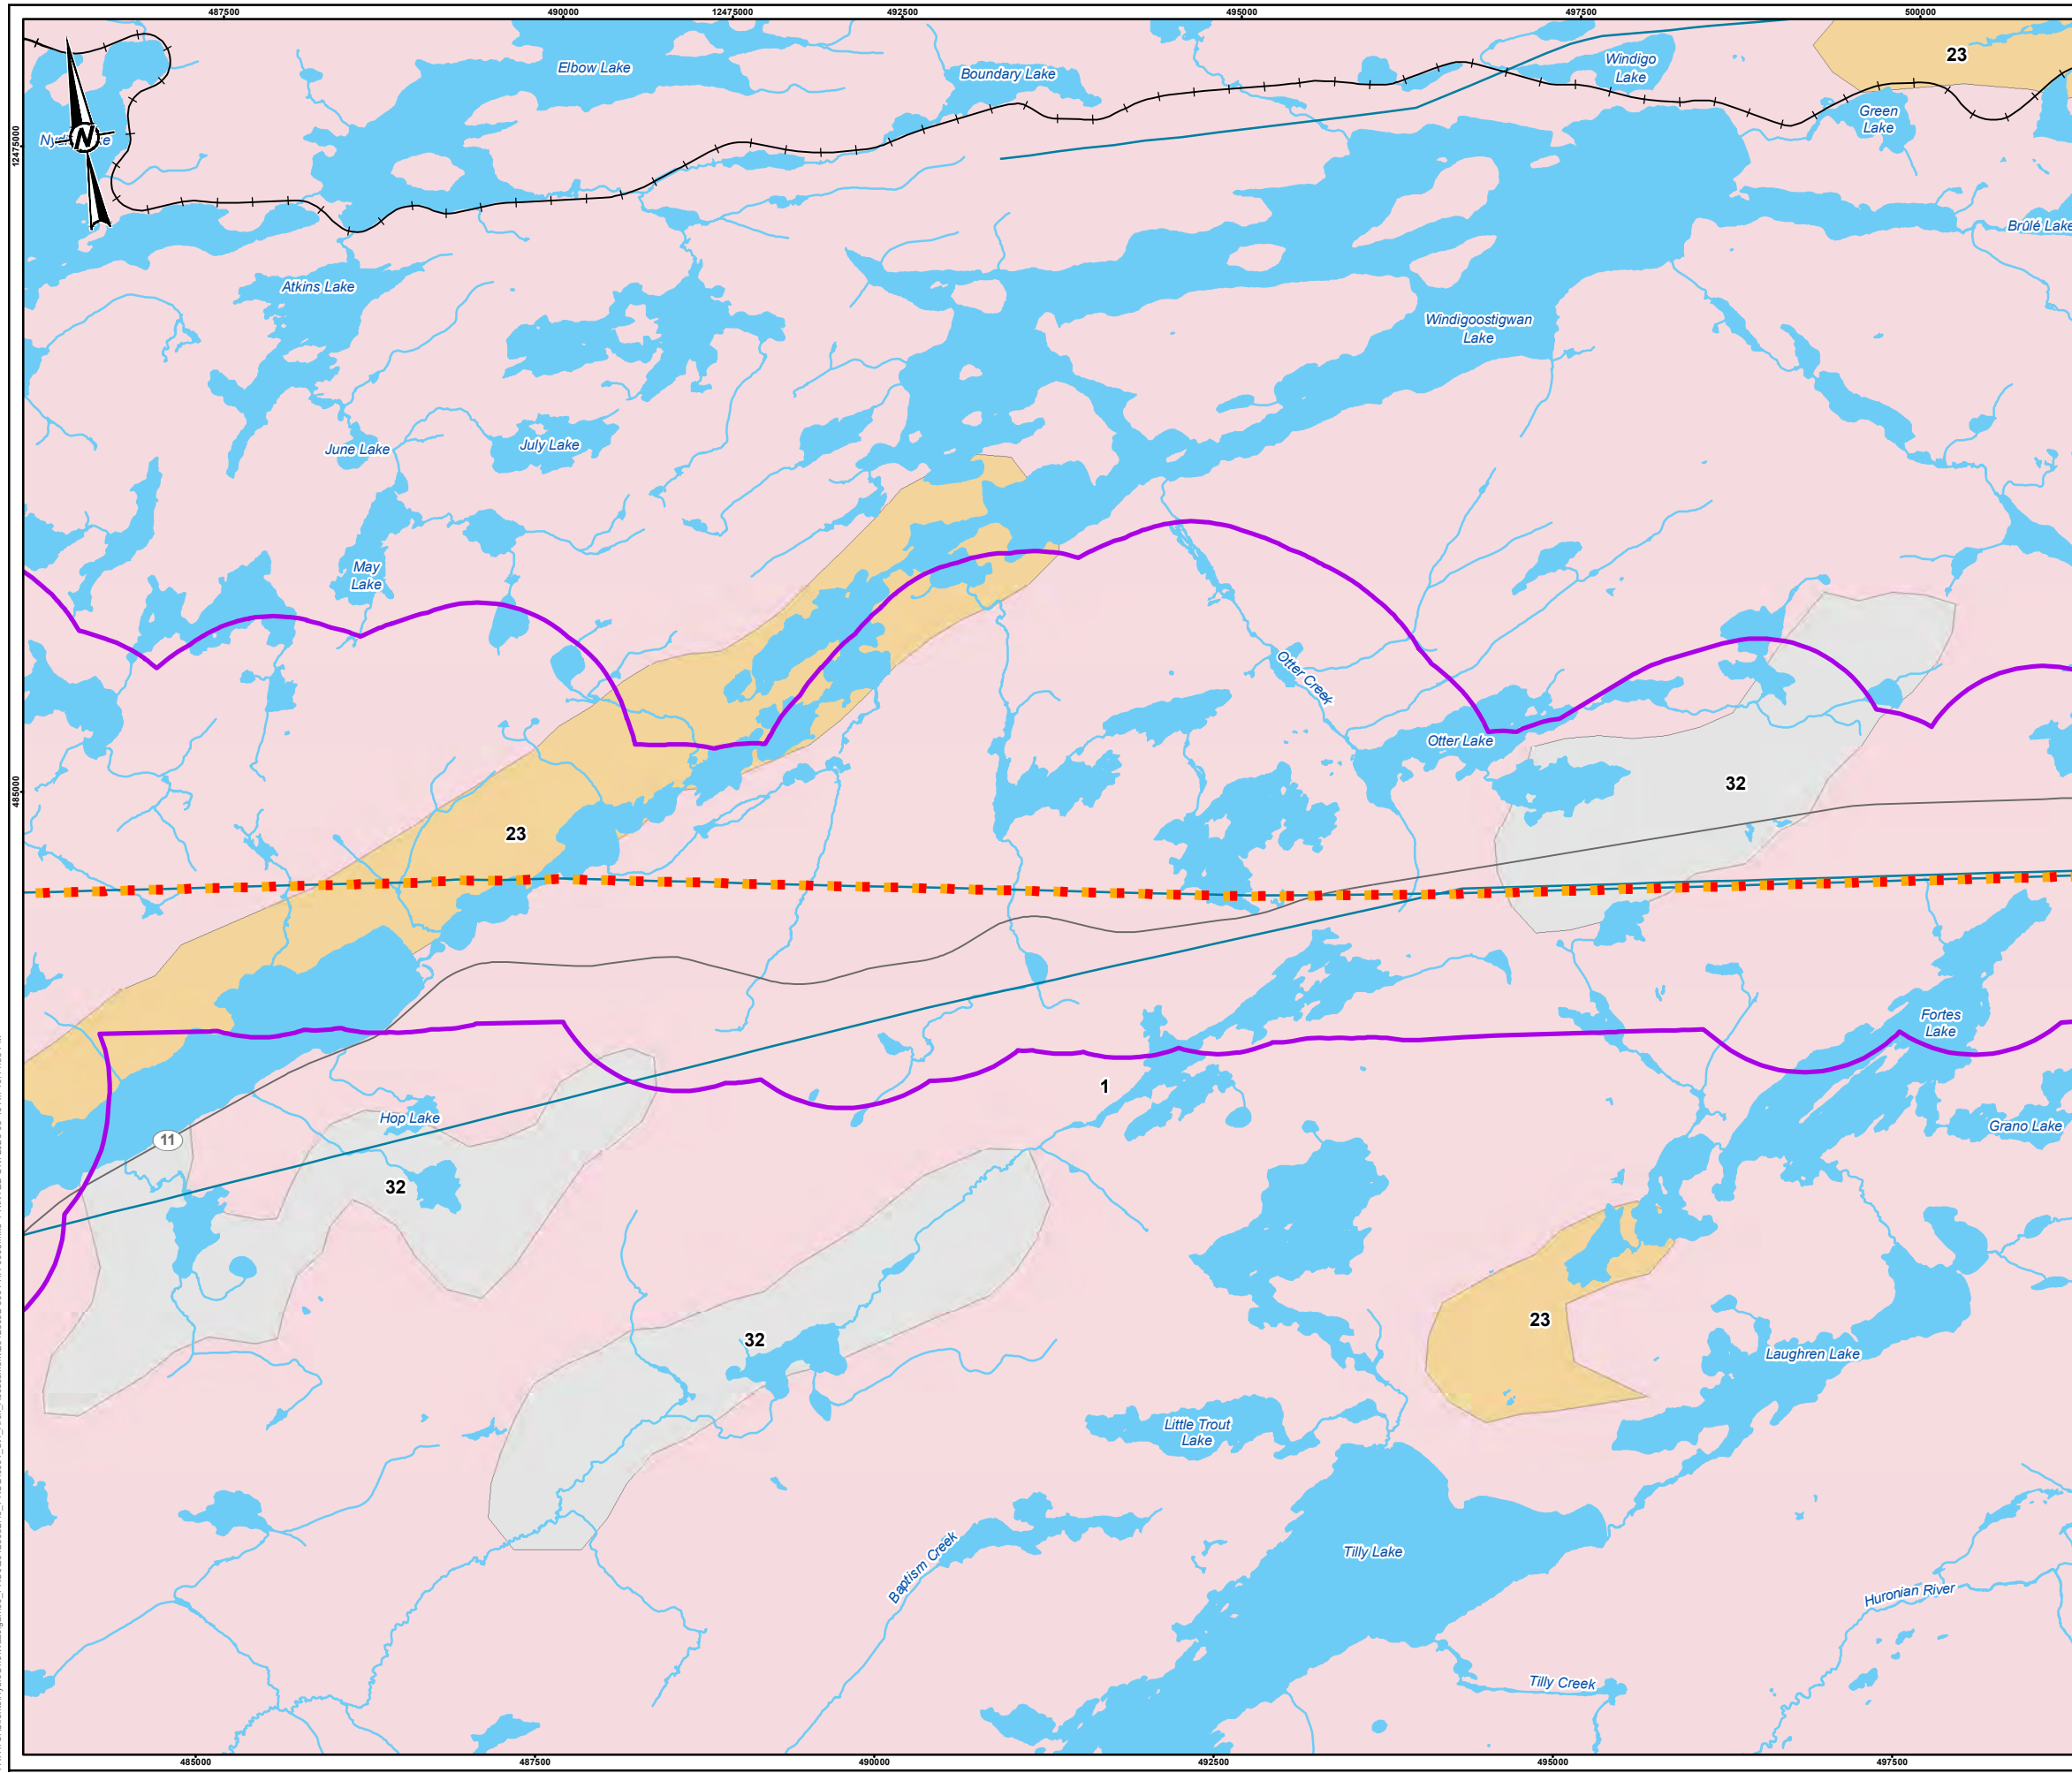 487500
490000
12475000
492500
495000
497500
500000
12475000
485000
23
Elbow Lake
Boundary Lake
Windigo
Lake
Green
Lake
N
Brûlé Lake
Atkins Lake
Windigoostigwan
Lake
June Lake
July Lake
May
Lake
Otter Creek
Otter Lake
32
23
Fortes
Lake
1
Hop Lake
11
Grano Lake
32
32
23
Laughren Lake
Little Trout
Lake
Baptism Creek
Tilly Lake
Huronian River
Tilly Creek
485000
487500
490000
492500
495000
497500